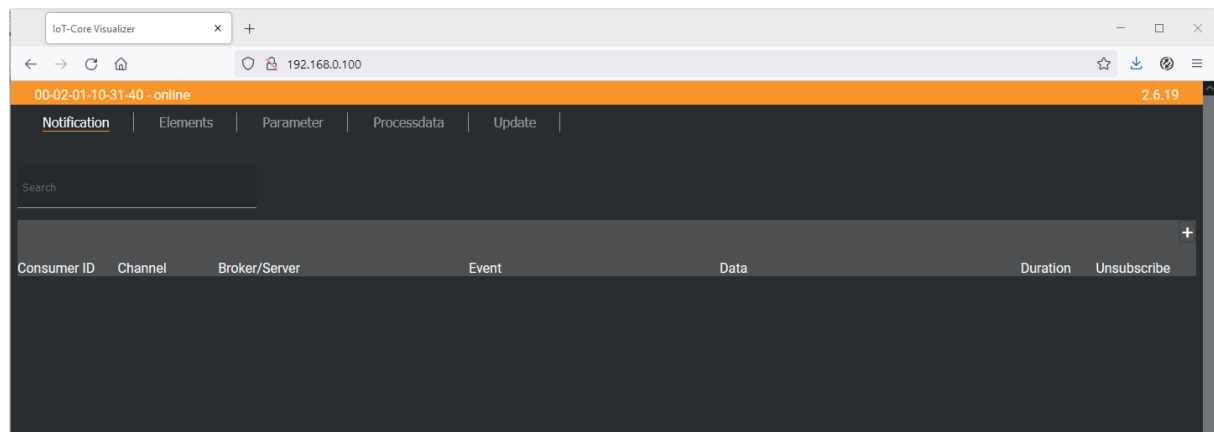 IoT-Core Visualizer
192.168.0.100
00-02-01-10-31-40 - online 2.6.19
Notification Elements Parameter Processdata Update
Search
+
Consumer ID Channel Broker/Server Event Data Duration Unsubscribe